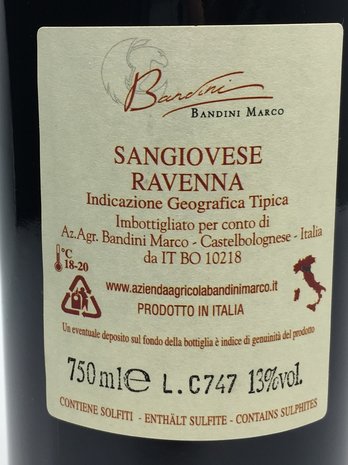 Bandini
BANDINI MARCO
SANGIOVESE
RAVENNA
Indicazione Geografica Tipica
Imbottigliato per conto di
Az.Agr. Bandini Marco - Castelbolognese - Italia
da IT BO 10218
°C
18-20
www.aziendaagricolabandinimarco.it
PRODOTTO IN ITALIA
Un eventuale deposito sul fondo della bottiglia è indice di genuinità del prodotto
750 ml e L.C747 13%vol.
CONTIENE SOLFITI - ENTHÄLT SULFITE - CONTAINS SULPHITES